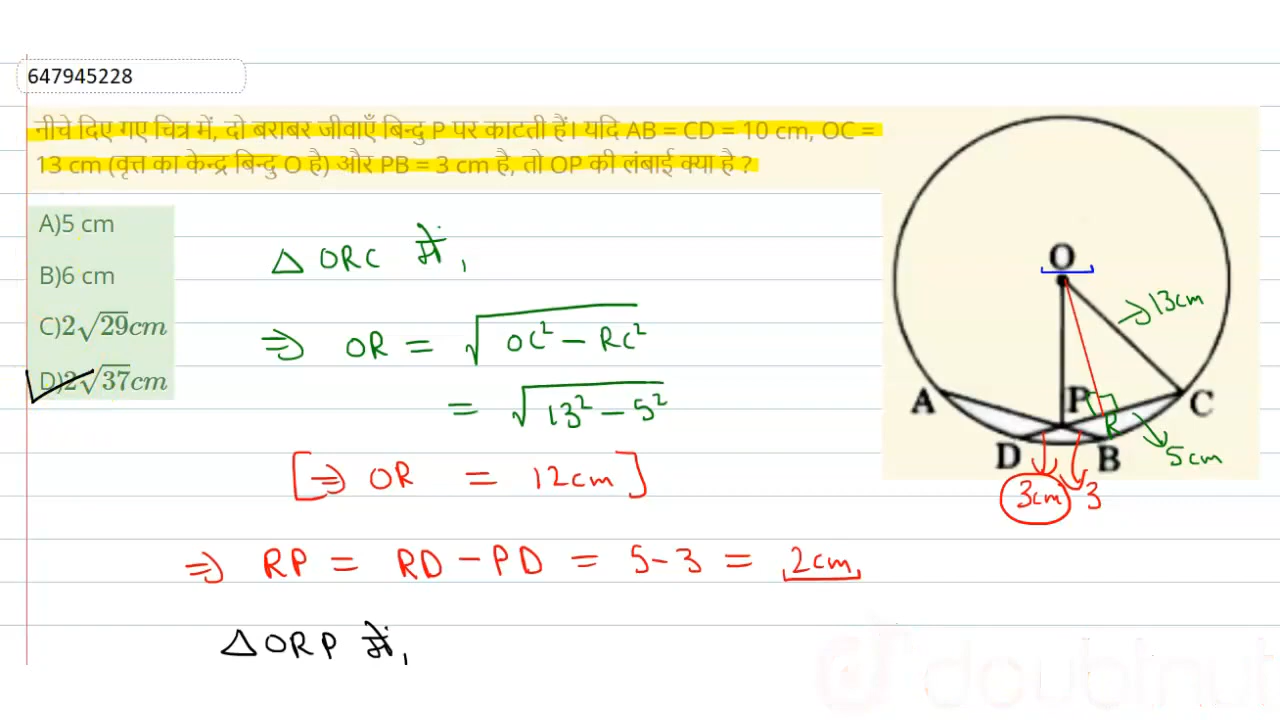 647945228
नीचे दिए गए चित्र में, दो बराबर जीवाएँ बिन्दु P पर काटती हैं। यदि AB = CD = 10 cm, OC =
13 cm (वृत्त का केन्द्र बिन्दु O है) और PB = 3 cm है, तो OP की लंबाई क्या है ?
A)5 cm
B)6 cm
C)2√29cm
D)2√37cm
△ ORC में,
⇒ OR = √OC² - RC²
= √13² - 5²
[⇒ OR = 12cm]
⇒ RP = RD - PD = 5-3 = 2cm
△ORP में,
O
13cm
A
P
R
C
D
B
5cm
3cm
3
doubtnut